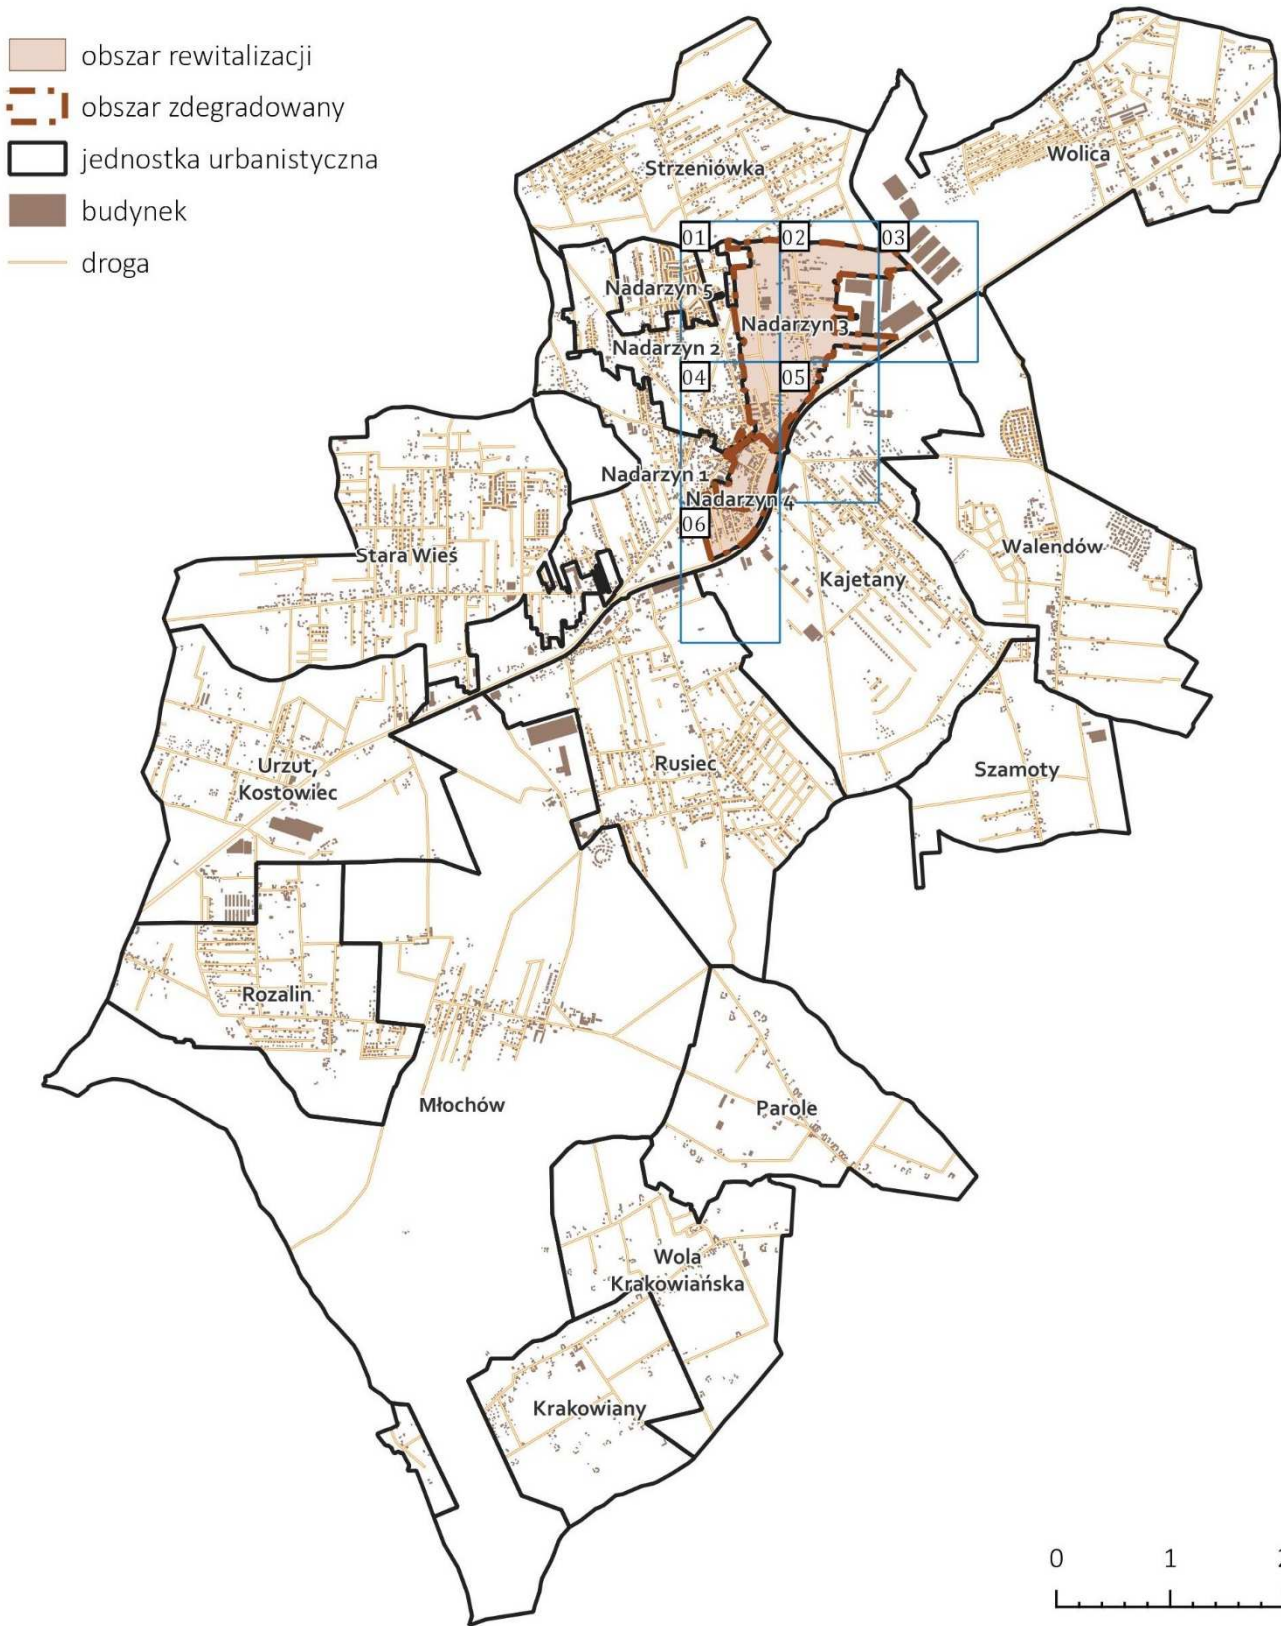 obszar rewitalizacji
obszar zdegradowany
jednostka urbanistyczna
budynek
droga
Wolica
Strzeniówka
01
02
03
Nadarzyn 5
Nadarzyn 3
Nadarzyn 2
04
05
Nadarzyn 1
Nadarzyn 4
06
Stara Wieś
Walendów
Kajetany
Urzut,
Kostowiec
Rusiec
Szamoty
Rozalin
Młochów
Parole
Wola
Krakowiańska
Krakowiany
0 1